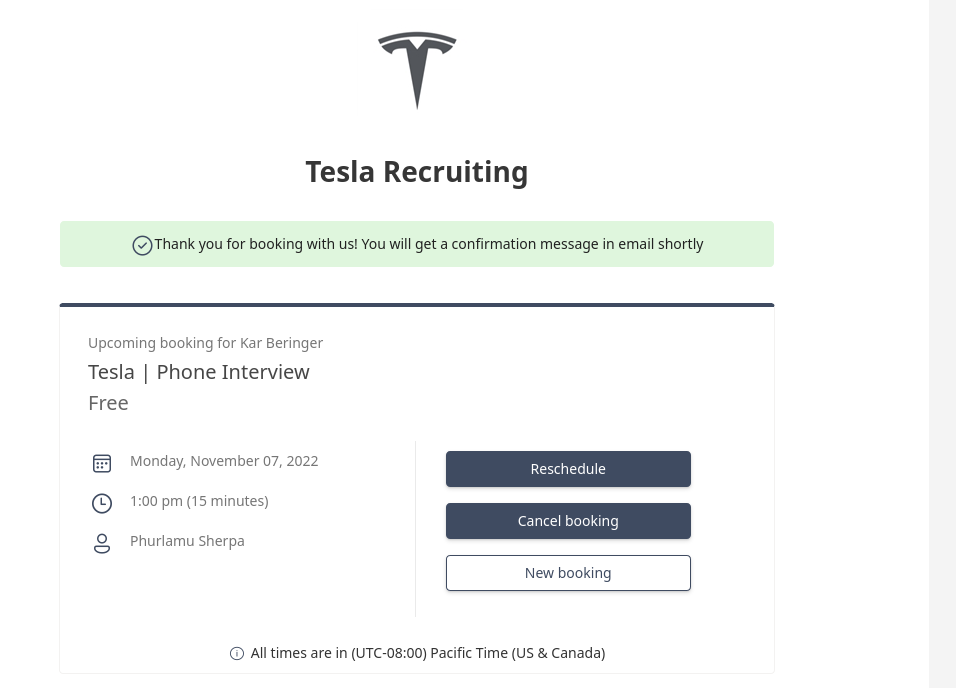 Tesla Recruiting
Thank you for booking with us! You will get a confirmation message in email shortly
Upcoming booking for Kar Beringer
Tesla | Phone Interview
Free
Monday, November 07, 2022
1:00 pm (15 minutes)
Phurlamu Sherpa
Reschedule
Cancel booking
New booking
All times are in (UTC-08:00) Pacific Time (US & Canada)